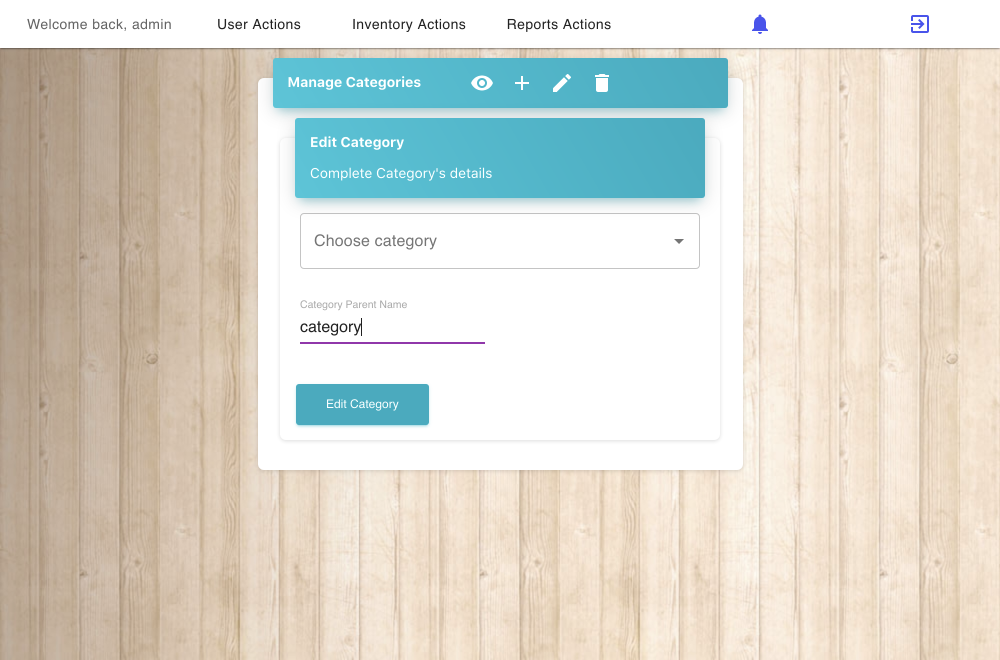 Welcome back, admin
User Actions
Inventory Actions
Reports Actions
Manage Categories
Edit Category
Complete Category's details
Choose category
Category Parent Name
category
Edit Category